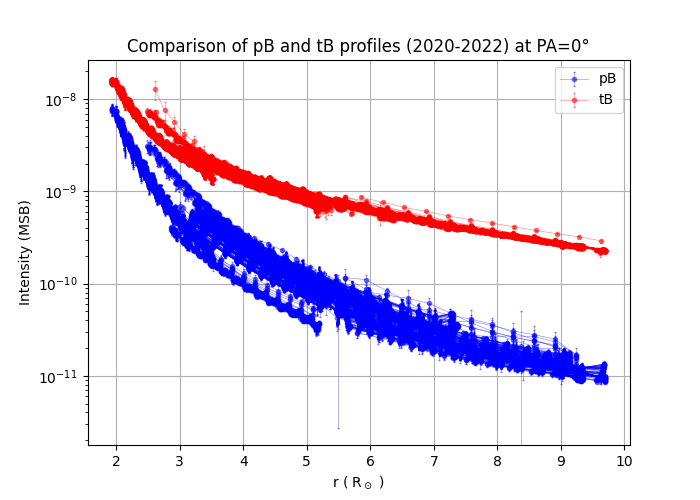 Comparison of pB and tB profiles (2020-2022) at PA=0°
pB
tB
10⁻⁸
10⁻⁹
10⁻¹⁰
10⁻¹¹
Intensity (MSB)
2 3 4 5 6 7 8 9 10
r ( R⊙ )